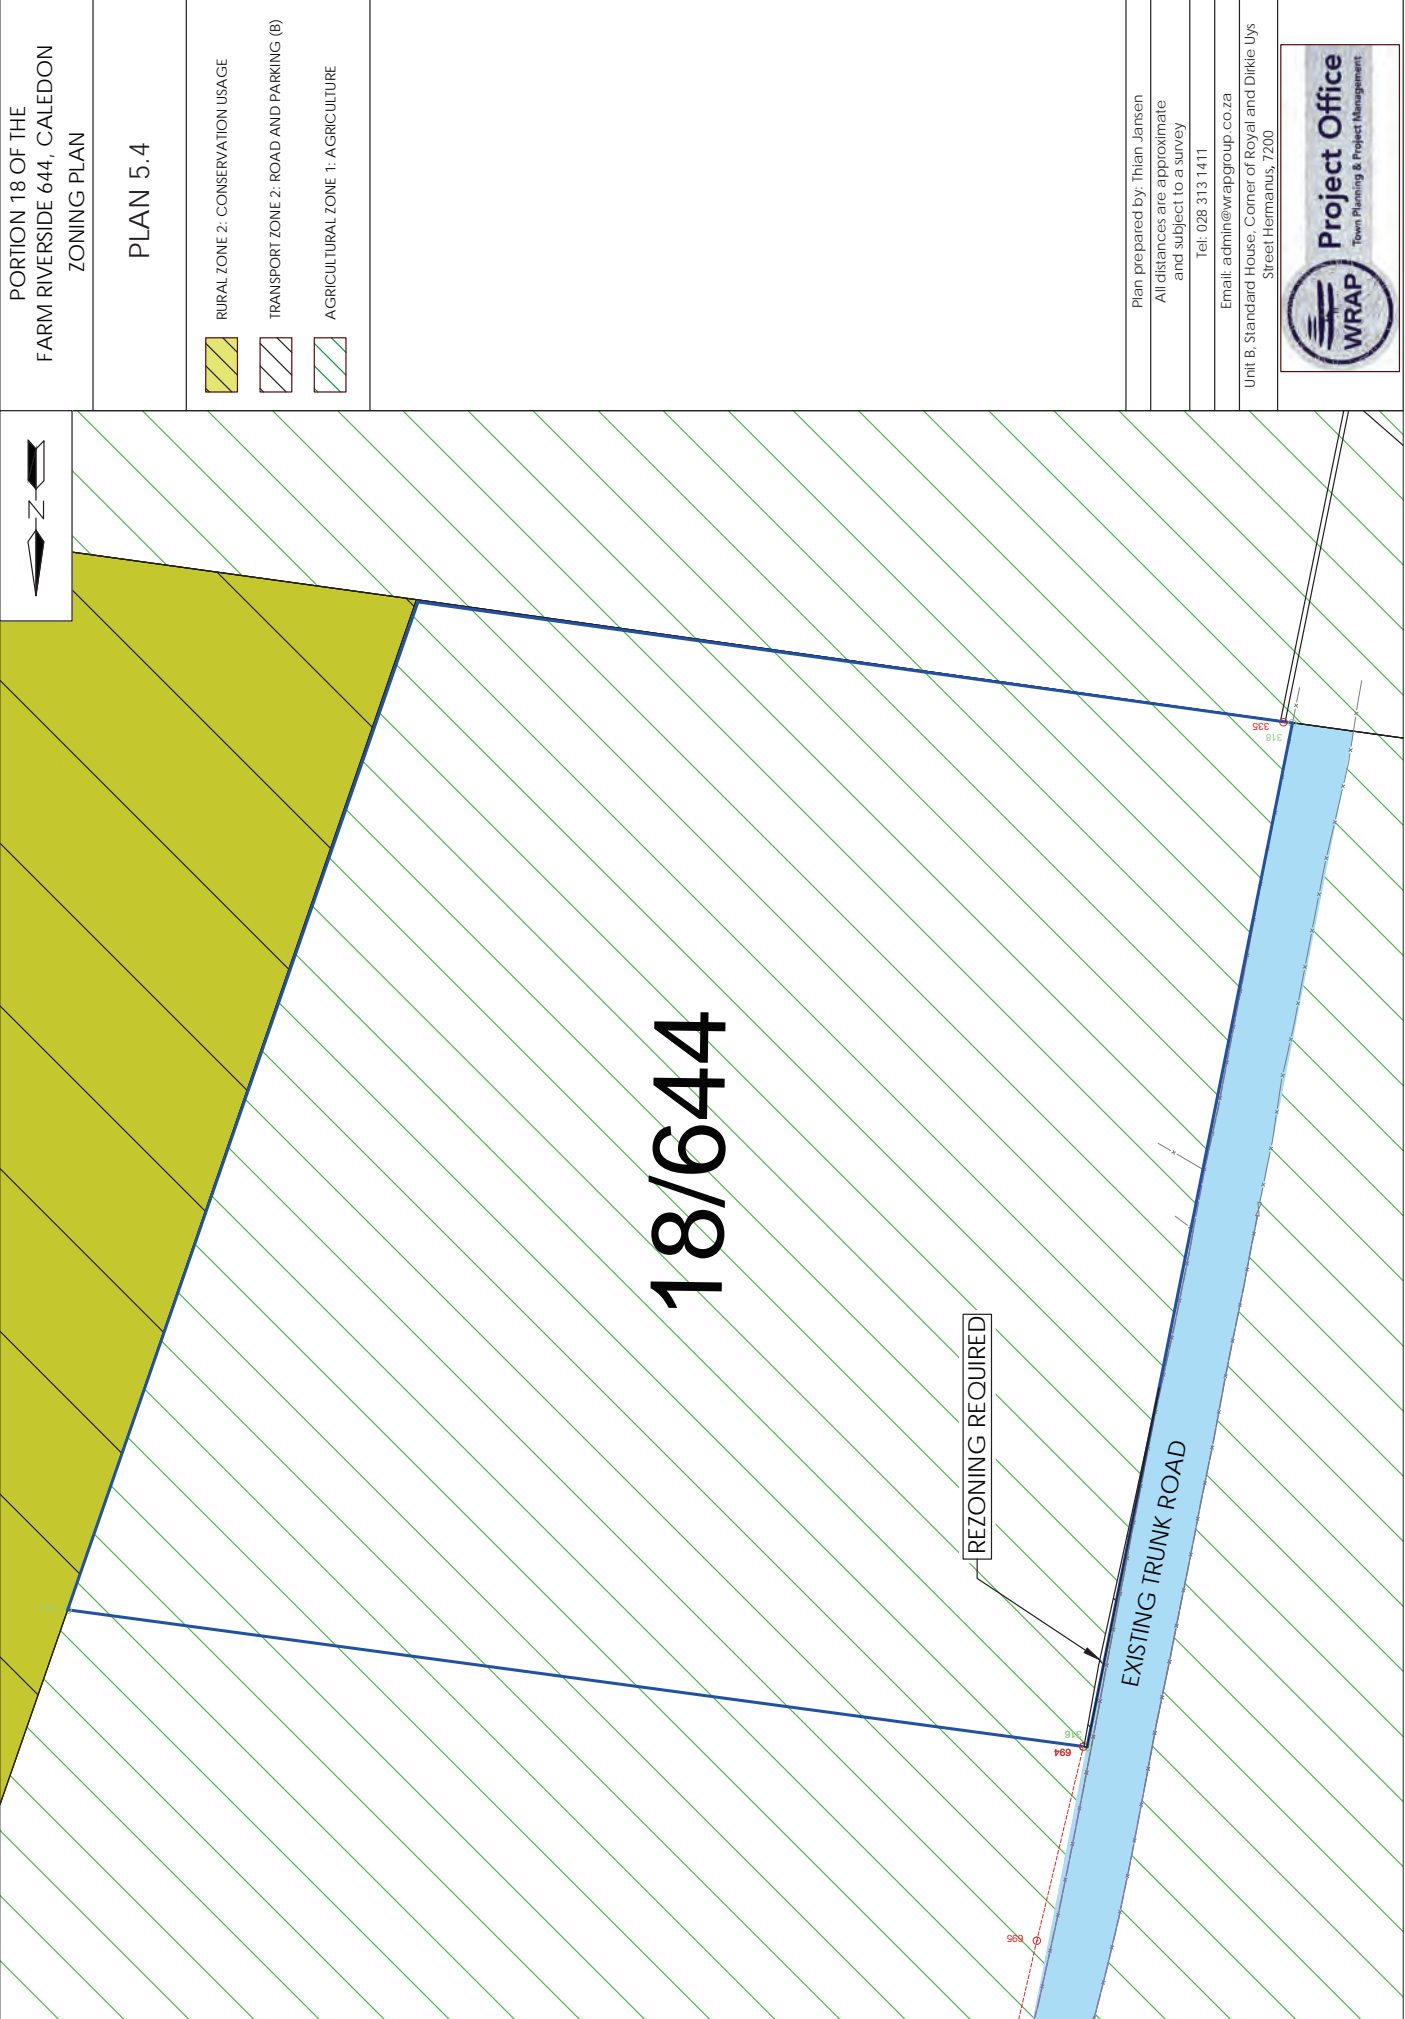 PORTION 18 OF THE
FARM RIVERSIDE 644, CALEDON
ZONING PLAN
PLAN 5.4
RURAL ZONE 2: CONSERVATION USAGE
TRANSPORT ZONE 2: ROAD AND PARKING (B)
AGRICULTURAL ZONE 1: AGRICULTURE
Plan prepared by: Thian Jansen
All distances are approximate
and subject to a survey
Tel: 028 313 1411
Email: admin@wrapgroup.co.za
Unit B, Standard House, Corner of Royal and Dirkie Uys
Street Hermanus, 7200
WRAP
Project Office
Town Planning & Project Management
N
18/644
REZONING REQUIRED
EXISTING TRUNK ROAD
335
318
316
694
695